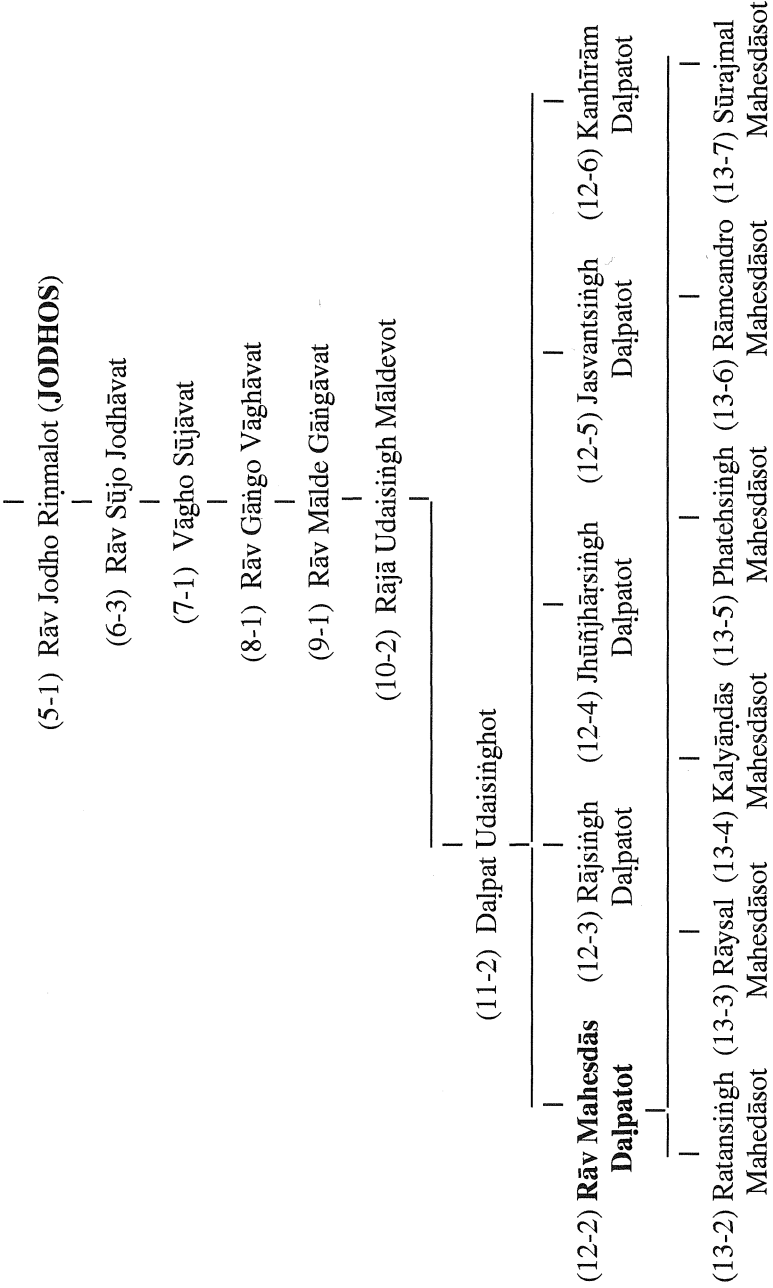 (5-1) Rāv Jodho Riṇmalot (JODHOS)
(6-3) Rāv Sūjo Jodhāvat
(7-1) Vāgho Sūjāvat
(8-1) Rāv Gāṅgo Vāghāvat
(9-1) Rāv Mālde Gāṅgāvat
(10-2) Rājā Udaisiṅgh Māldevot
(11-2) Daḷpat Udaisiṅghot
(12-2) Rāv Mahesdās
Daḷpatot
(12-3) Rājsiṅgh
Daḷpatot
(12-4) Jhūñjhāṛsiṅgh
Daḷpatot
(12-5) Jasvantsiṅgh
Daḷpatot
(12-6) Kanhīrām
Daḷpatot
(13-2) Ratansiṅgh
Mahedāsot
(13-3) Rāysal
Mahesdāsot
(13-4) Kalyāṇdās
Mahesdāsot
(13-5) Phatehsiṅgh
Mahesdāsot
(13-6) Rāmcandro
Mahesdāsot
(13-7) Sūrajmal
Mahesdāsot